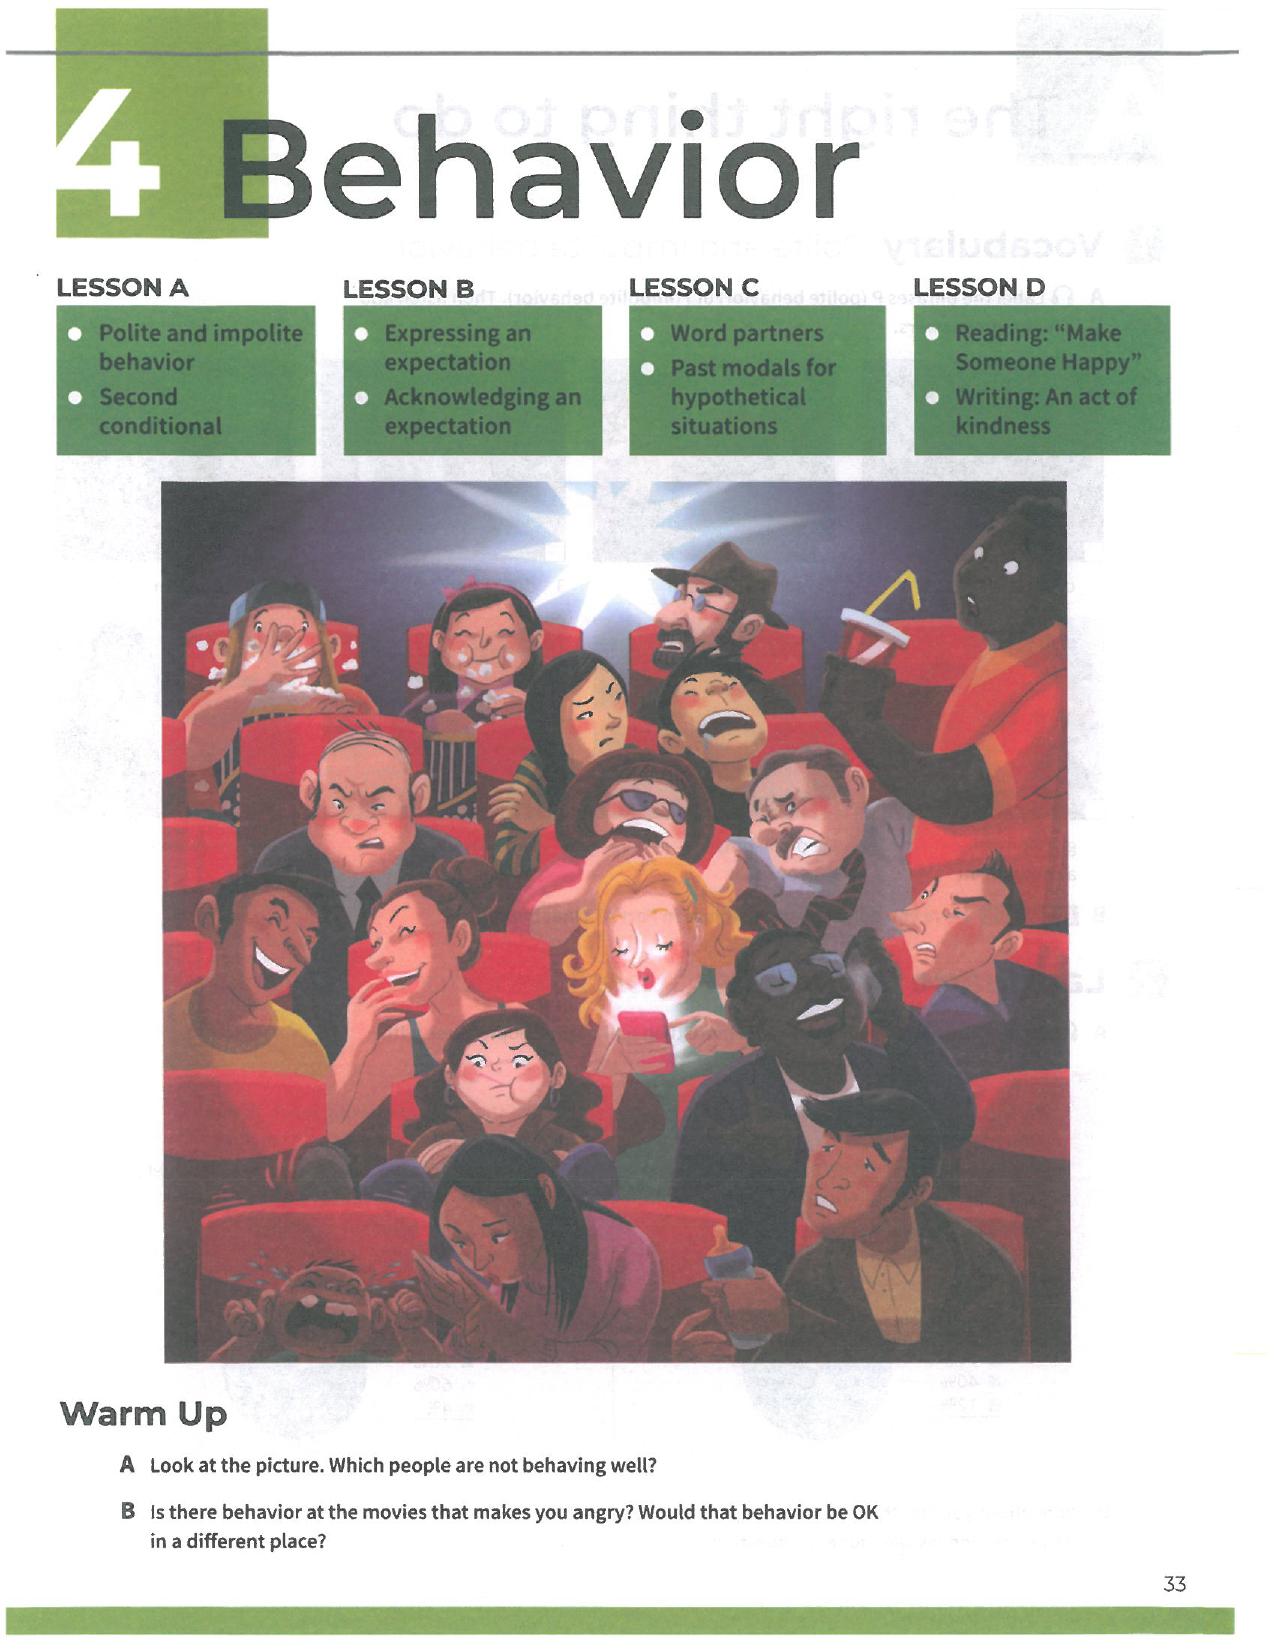 4 Behavior
LESSON A
• Polite and impolite
behavior
• Second
conditional
LESSON B
• Expressing an
expectation
• Acknowledging an
expectation
LESSON C
• Word partners
• Past modals for
hypothetical
situations
LESSON D
• Reading: “Make
Someone Happy”
• Writing: An act of
kindness
Warm Up
A Look at the picture. Which people are not behaving well?
B Is there behavior at the movies that makes you angry? Would that behavior be OK
in a different place?
33